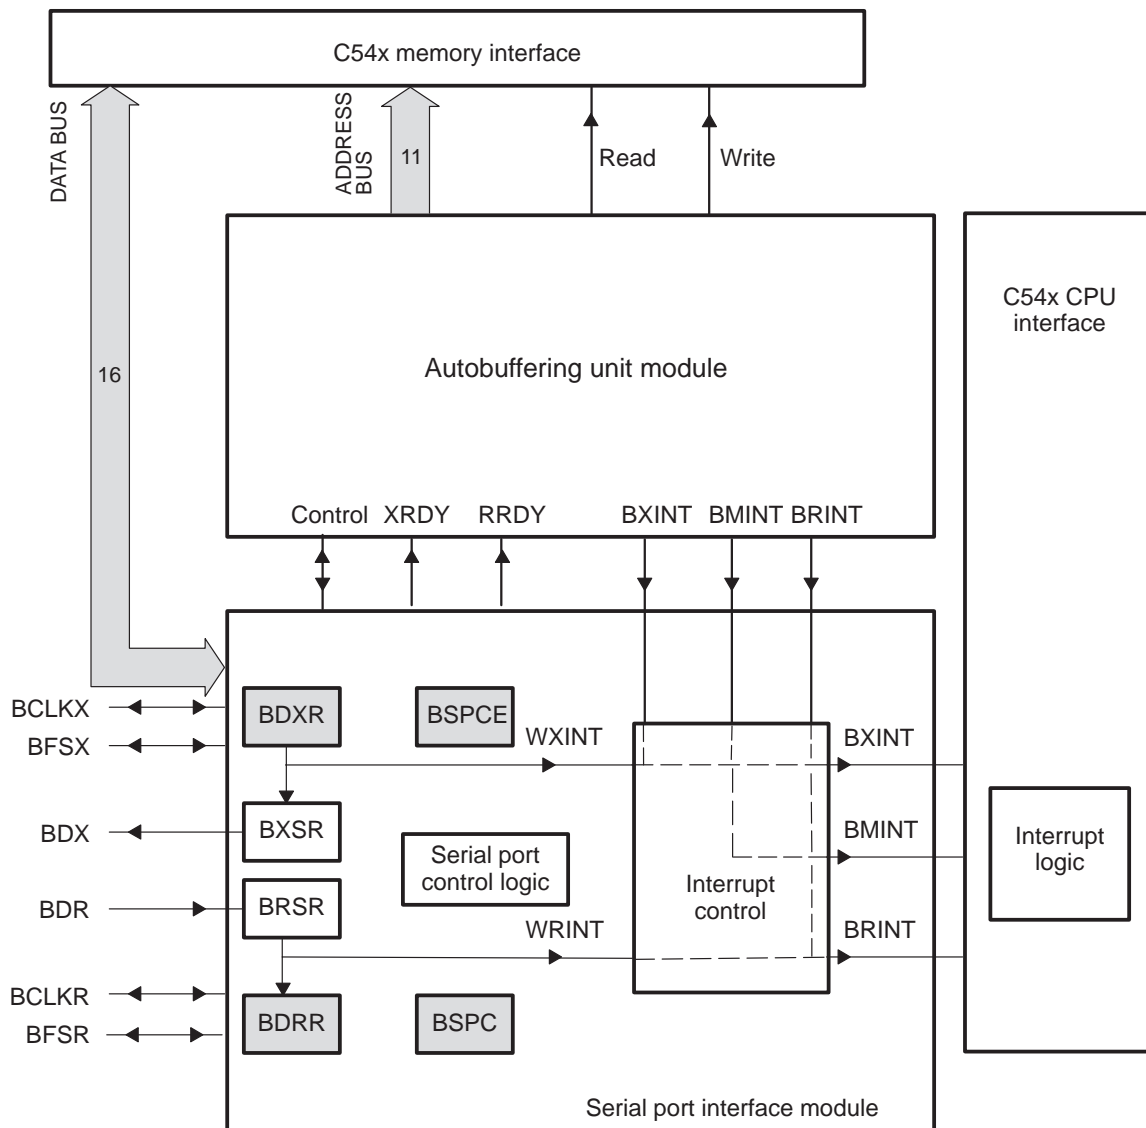 C54x memory interface
DATA BUS
ADDRESS
BUS
11
Read
Write
16
Autobuffering unit module
C54x CPU
interface
Control XRDY RRDY BXINT BMINT BRINT
BCLKX
BDXR
BSPCE
BFSX
WXINT
BXINT
BDX
BXSR
Serial port
control logic
BMINT
Interrupt
logic
BDR
BRSR
Interrupt
control
WRINT
BRINT
BCLKR
BFSR
BDRR
BSPC
Serial port interface module